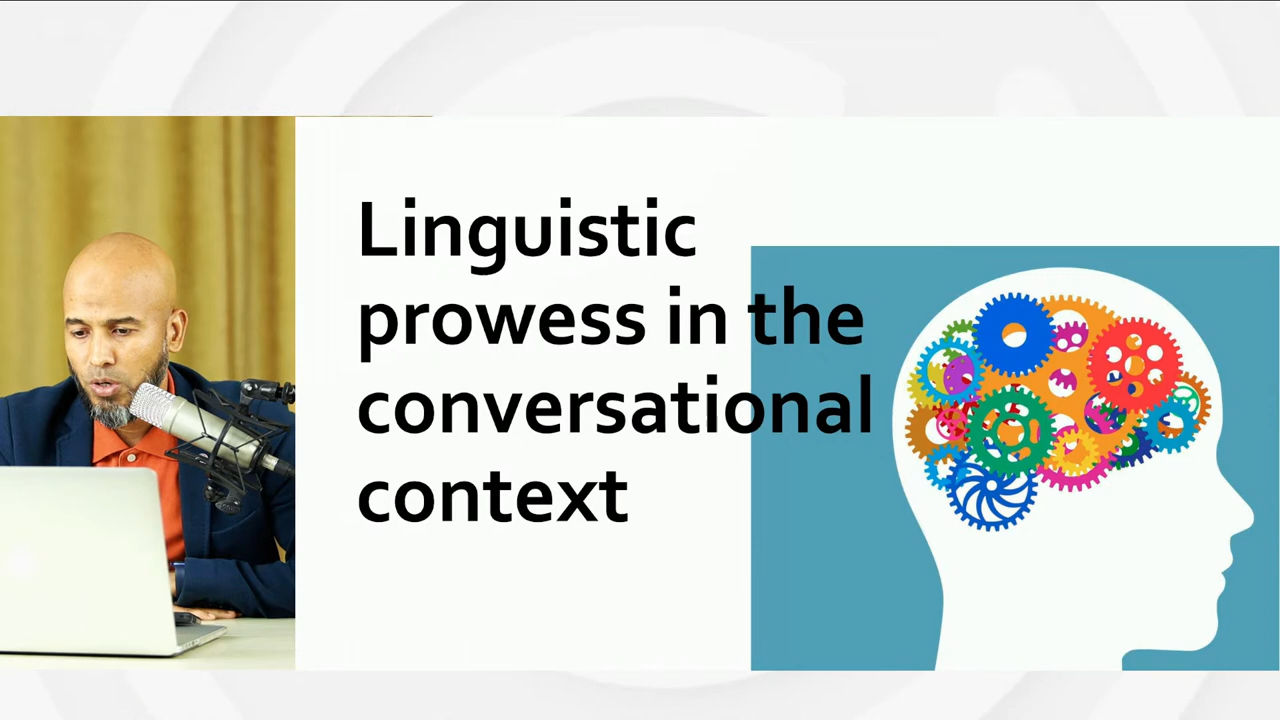 Linguistic
prowess in the
conversational
context